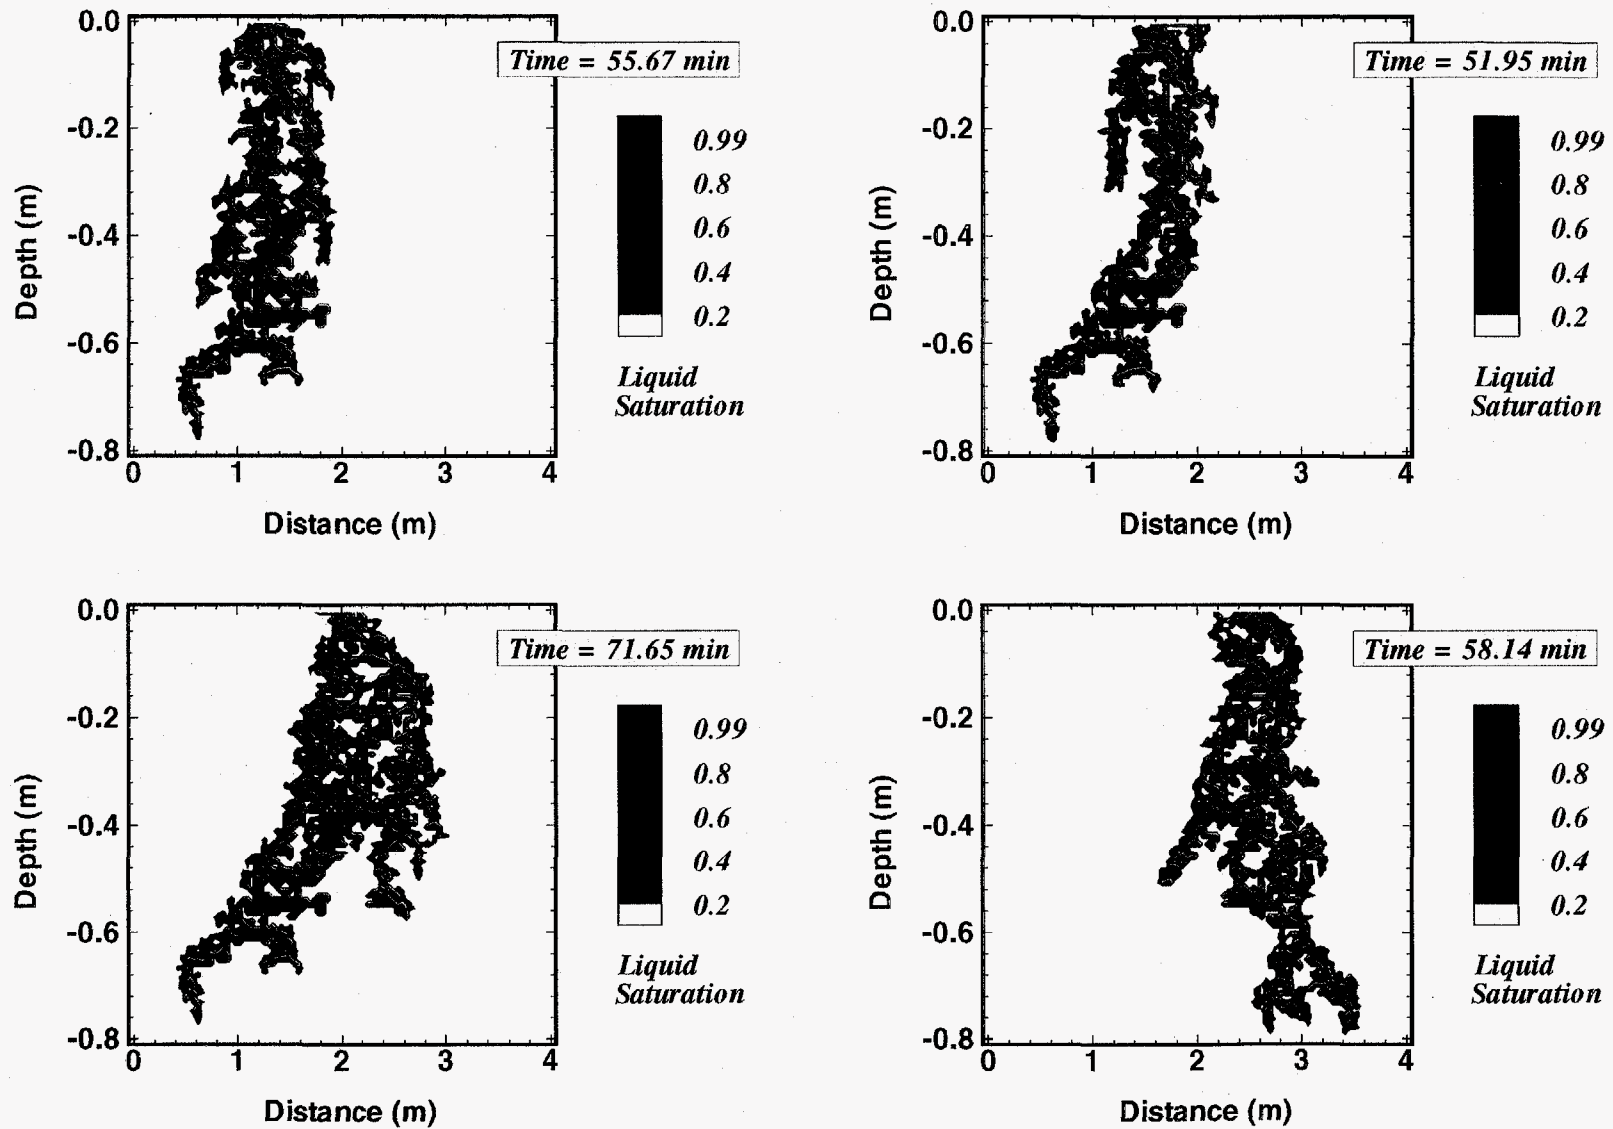 0.0
Time = 55.67 min
-0.2
0.99
0.8
Depth (m)
0.6
-0.4
0.4
0.2
-0.6
Liquid
Saturation
-0.8
0 1 2 3 4
Distance (m)
0.0
Time = 51.95 min
-0.2
0.99
0.8
Depth (m)
0.6
-0.4
0.4
0.2
-0.6
Liquid
Saturation
-0.8
0 1 2 3 4
Distance (m)
0.0
Time = 71.65 min
-0.2
0.99
0.8
Depth (m)
0.6
-0.4
0.4
0.2
-0.6
Liquid
Saturation
-0.8
0 1 2 3 4
Distance (m)
0.0
Time = 58.14 min
-0.2
0.99
0.8
Depth (m)
0.6
-0.4
0.4
0.2
-0.6
Liquid
Saturation
-0.8
0 1 2 3 4
Distance (m)